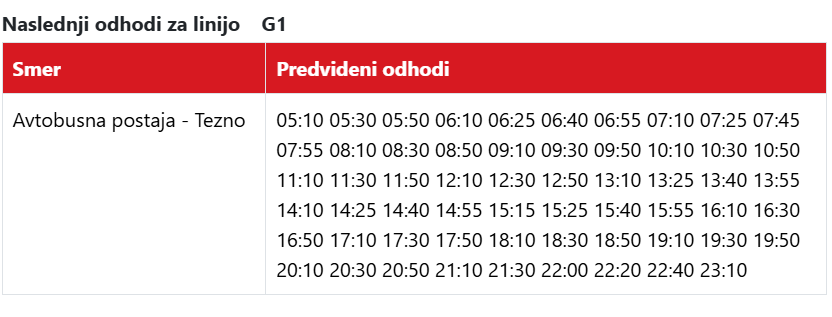 Naslednji odhodi za linijo G1
Smer Predvideni odhodi
Avtobusna postaja - Tezno 05:10 05:30 05:50 06:10 06:25 06:40 06:55 07:10 07:25 07:45
07:55 08:10 08:30 08:50 09:10 09:30 09:50 10:10 10:30 10:50
11:10 11:30 11:50 12:10 12:30 12:50 13:10 13:25 13:40 13:55
14:10 14:25 14:40 14:55 15:15 15:25 15:40 15:55 16:10 16:30
16:50 17:10 17:30 17:50 18:10 18:30 18:50 19:10 19:30 19:50
20:10 20:30 20:50 21:10 21:30 22:00 22:20 22:40 23:10